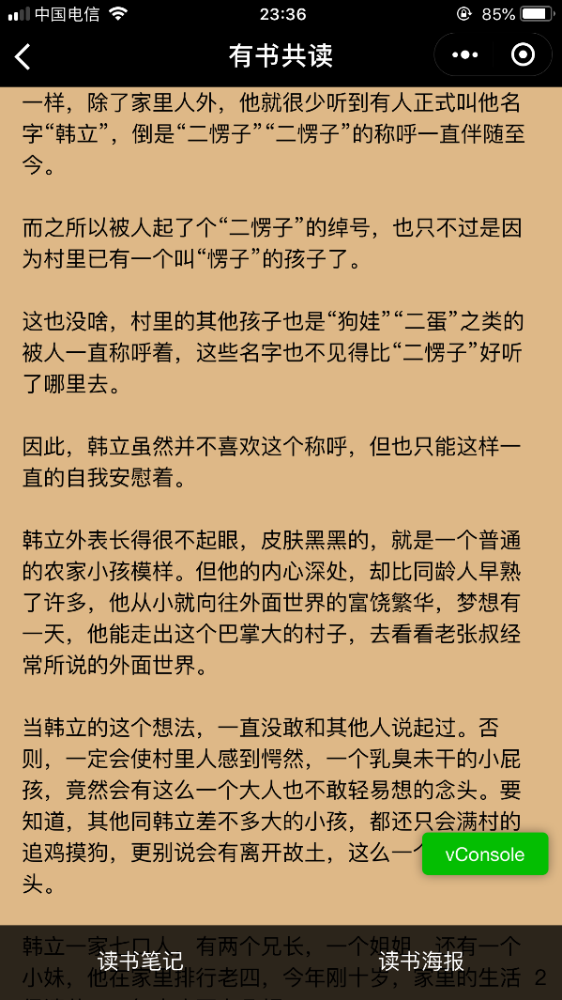 中国电信 23:36 85%
有书共读
一样，除了家里人外，他就很少听到有人正式叫他名
字“韩立”，倒是“二愣子”“二愣子”的称呼一直伴随至
今。
而之所以被人起了个“二愣子”的绰号，也只不过是因
为村里已有一个叫“愣子”的孩子了。
这也没啥，村里的其他孩子也是“狗娃”“二蛋”之类的
被人一直称呼着，这些名字也不见得比“二愣子”好听
了哪里去。
因此，韩立虽然并不喜欢这个称呼，但也只能这样一
直的自我安慰着。
韩立外表长得很不起眼，皮肤黑黑的，就是一个普通
的农家小孩模样。但他的内心深处，却比同龄人早熟
了许多，他从小就向往外面世界的富饶繁华，梦想有
一天，他能走出这个巴掌大的村子，去看看老张叔经
常所说的外面世界。
当韩立的这个想法，一直没敢和其他人说起过。否
则，一定会使村里人感到愕然，一个乳臭未干的小屁
孩，竟然会有这么一个大人也不敢轻易想的念头。要
知道，其他同韩立差不多大的小孩，都还只会满村的
追鸡摸狗，更别说会有离开故土，这么一个
vConsole
头。
韩立一家七口人，有两个兄长，一个姐姐，还有一个
读书笔记 读书海报
小妹，他在家里排行老四，今年刚十岁，家里的生活 2